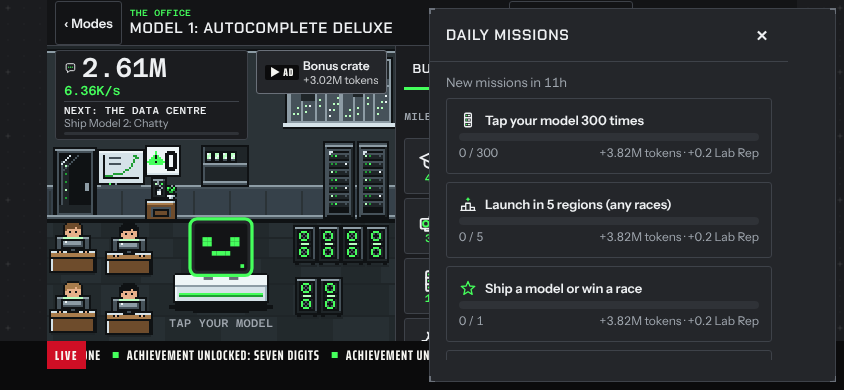 ‹ Modes
THE OFFICE
MODEL 1: AUTOCOMPLETE DELUXE
2.61M
6.36K/s
NEXT: THE DATA CENTRE
Ship Model 2: Chatty
AD
Bonus crate
+3.02M tokens
BU
MILE
TAP YOUR MODEL
LIVE
ONE ACHIEVEMENT UNLOCKED: SEVEN DIGITS ACHIEVEMENT UN
DAILY MISSIONS
New missions in 11h
Tap your model 300 times
0 / 300 +3.82M tokens · +0.2 Lab Rep
Launch in 5 regions (any races)
0 / 5 +3.82M tokens · +0.2 Lab Rep
Ship a model or win a race
0 / 1 +3.82M tokens · +0.2 Lab Rep